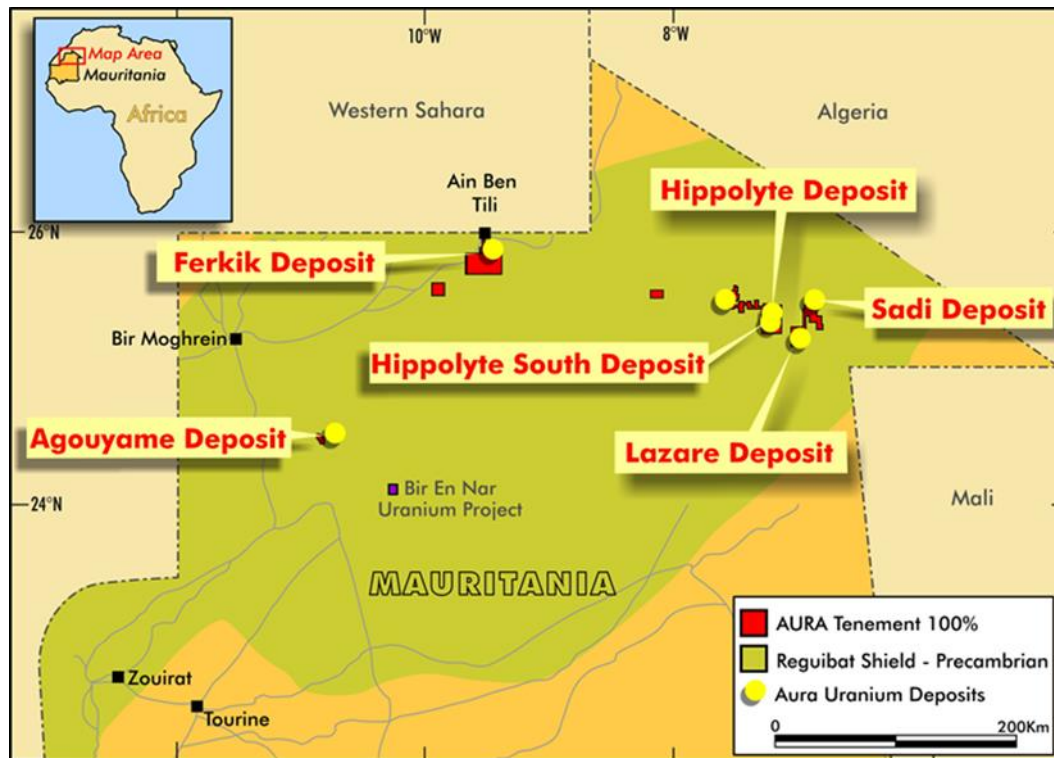 Map Area
Mauritania
Africa
10°W
8°W
Western Sahara
Algeria
Ain Ben
Tili
Hippolyte Deposit
26°N
Ferkik Deposit
Sadi Deposit
Bir Moghrein
Hippolyte South Deposit
Agouyame Deposit
Lazare Deposit
24°N
Bir En Nar
Uranium Project
Mali
MAURITANIA
AURA Tenement 100%
Reguibat Shield - Precambrian
Zouirat
Aura Uranium Deposits
Tourine
0 200Km